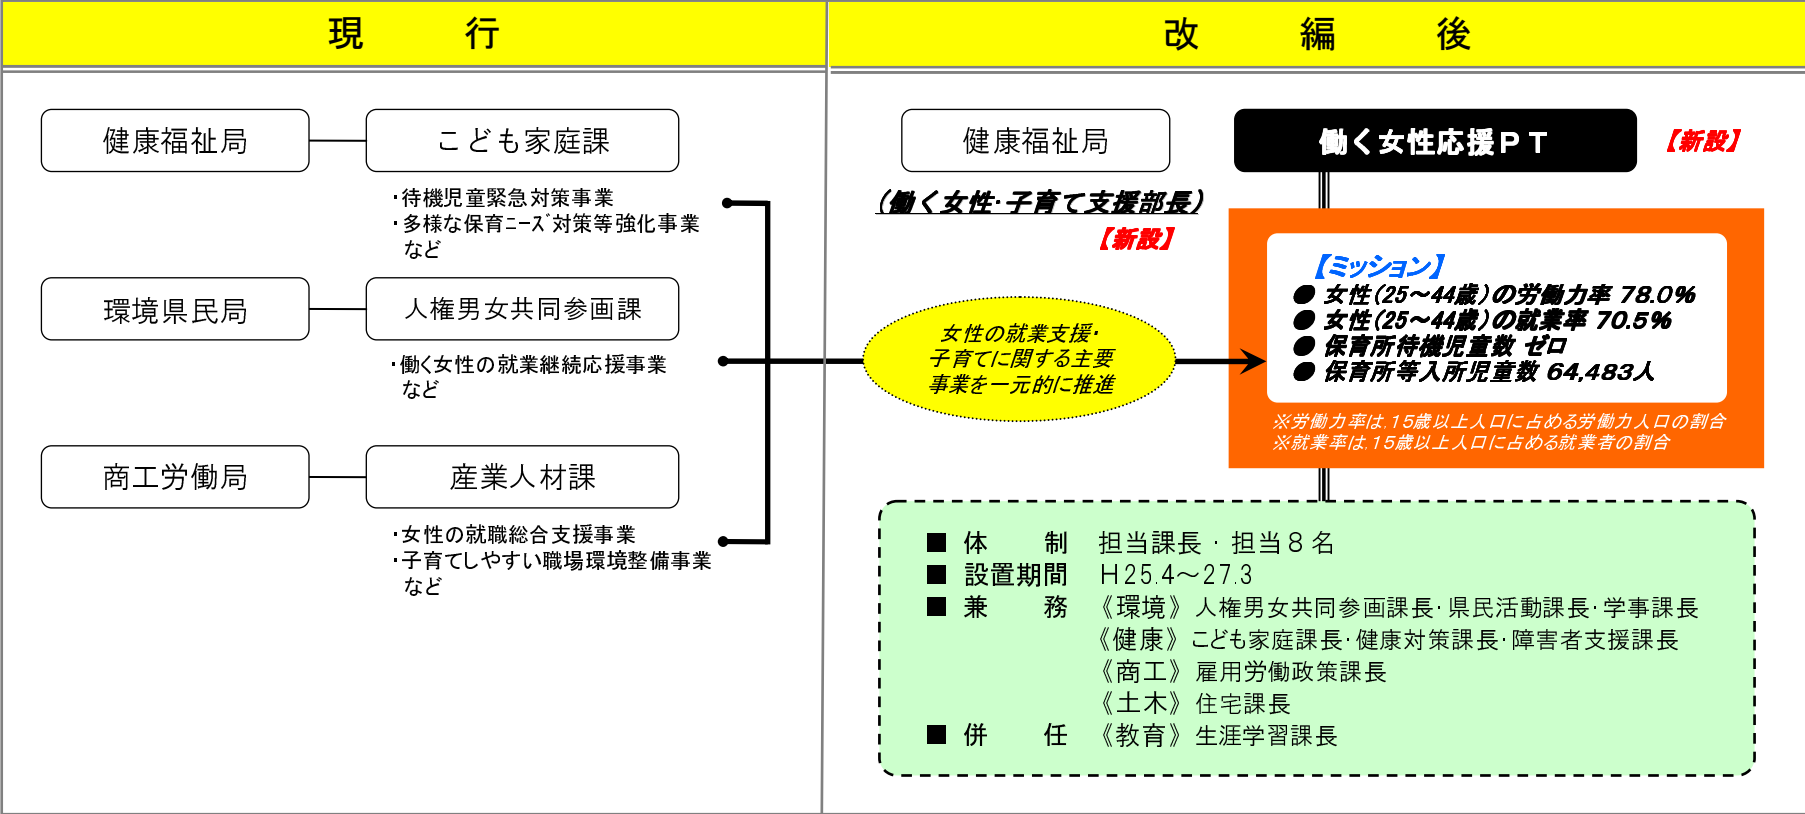 現　行
健康福祉局
こども家庭課
・待機児童緊急対策事業
・多様な保育ﾆｰｽﾞ対策等強化事業
など
環境県民局
人権男女共同参画課
・働く女性の就業継続応援事業
など
商工労働局
産業人材課
・女性の就職総合支援事業
・子育てしやすい職場環境整備事業
など
改　編　後
健康福祉局
（働く女性・子育て支援部長）
【新設】
働く女性応援ＰＴ
【新設】
女性の就業支援・
子育てに関する主要
事業を一元的に推進
【ミッション】
● 女性（25～44歳）の労働力率 78.0%
● 女性（25～44歳）の就業率 70.5%
● 保育所待機児童数 ゼロ
● 保育所等入所児童数 64,483人
※労働力率は、15歳以上人口に占める労働力人口の割合
※就業率は、15歳以上人口に占める就業者の割合
■ 体　制　担当課長・担当８名
■ 設置期間　Ｈ25.4～27.3
■ 兼　務　《環境》人権男女共同参画課長・県民活動課長・学事課長
《健康》こども家庭課長・健康対策課長・障害者支援課長
《商工》雇用労働政策課長
《土木》住宅課長
■ 併　任　《教育》生涯学習課長